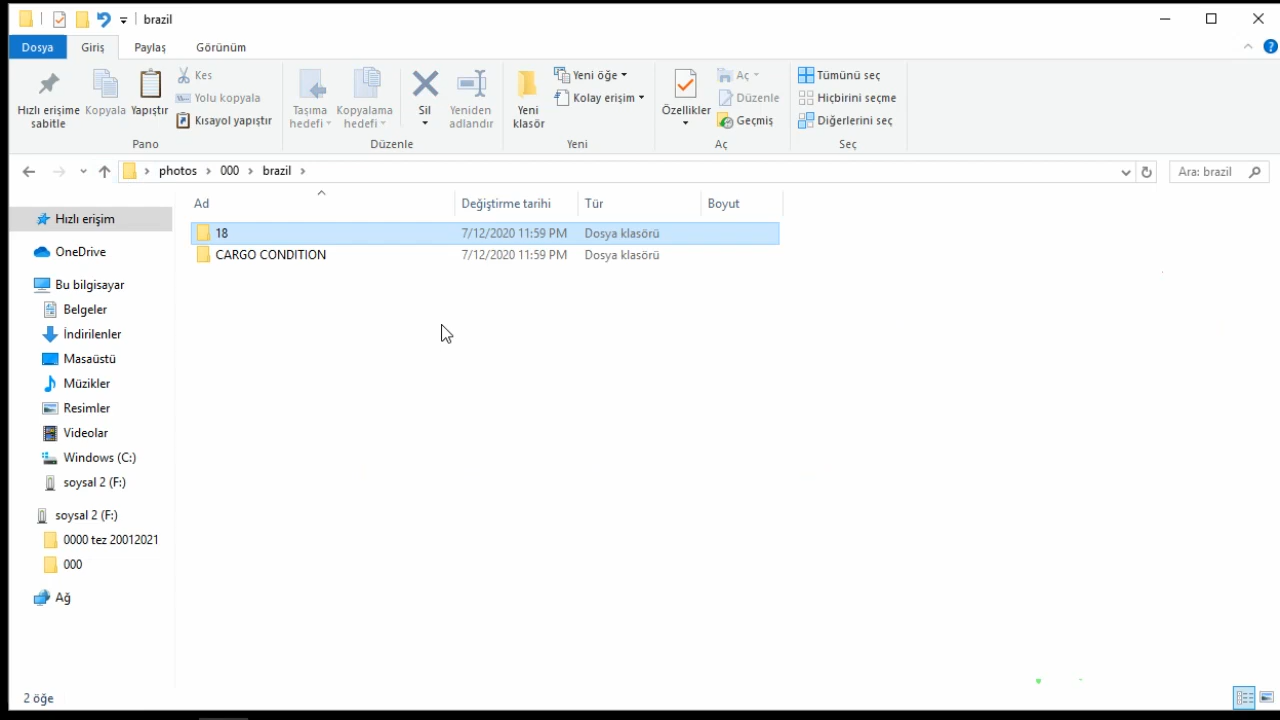 brazil
Dosya Giriş Paylaş Görünüm
Hızlı erişime sabitle
Kopyala
Yapıştır
Kes
Yolu kopyala
Kısayol yapıştır
Pano
Taşıma hedefi
Kopyalama hedefi
Sil
Yeniden adlandır
Düzenle
Yeni klasör
Yeni öğe
Kolay erişim
Yeni
Özellikler
Aç
Düzenle
Geçmiş
Aç
Tümünü seç
Hiçbirini seçme
Diğerlerini seç
Seç
photos > 000 > brazil >
Ara: brazil
Ad Değiştirme tarihi Tür Boyut
18 7/12/2020 11:59 PM Dosya klasörü
CARGO CONDITION 7/12/2020 11:59 PM Dosya klasörü
Hızlı erişim
OneDrive
Bu bilgisayar
Belgeler
İndirilenler
Masaüstü
Müzikler
Resimler
Videolar
Windows (C:)
soysal 2 (F:)
soysal 2 (F:)
0000 tez 20012021
000
Ağ
2 öğe